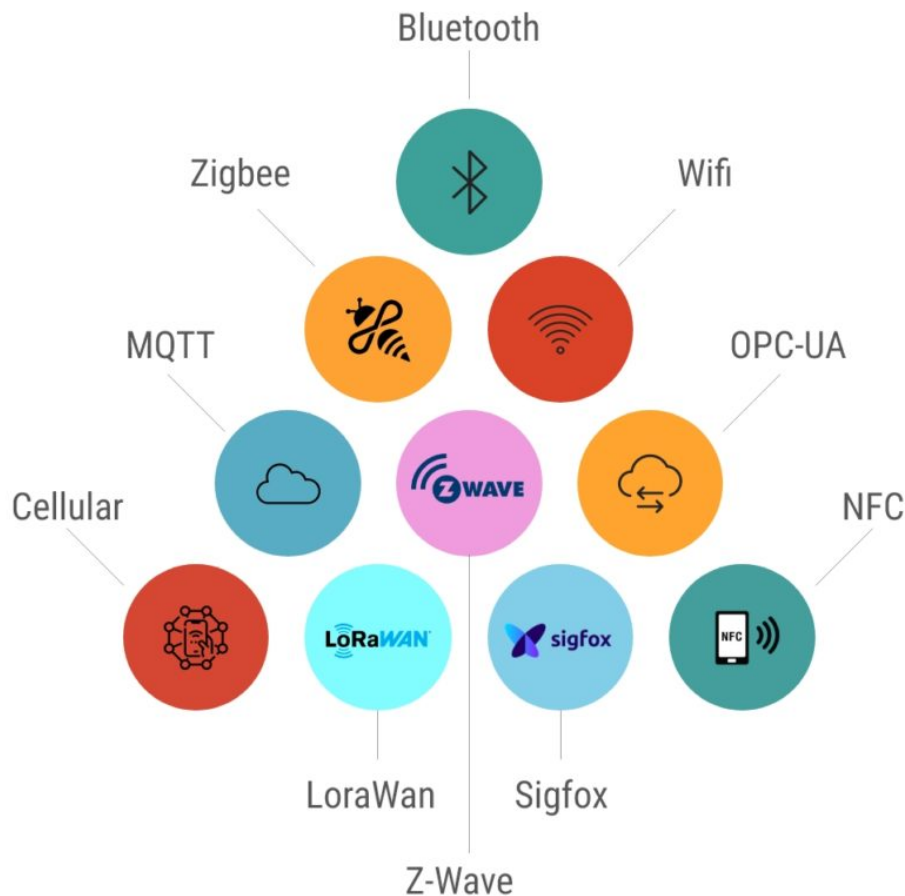 Bluetooth
Zigbee
Wifi
MQTT
OPC-UA
Z WAVE
Cellular
NFC
LoRaWAN
sigfox
NFC
LoraWan
Sigfox
Z-Wave